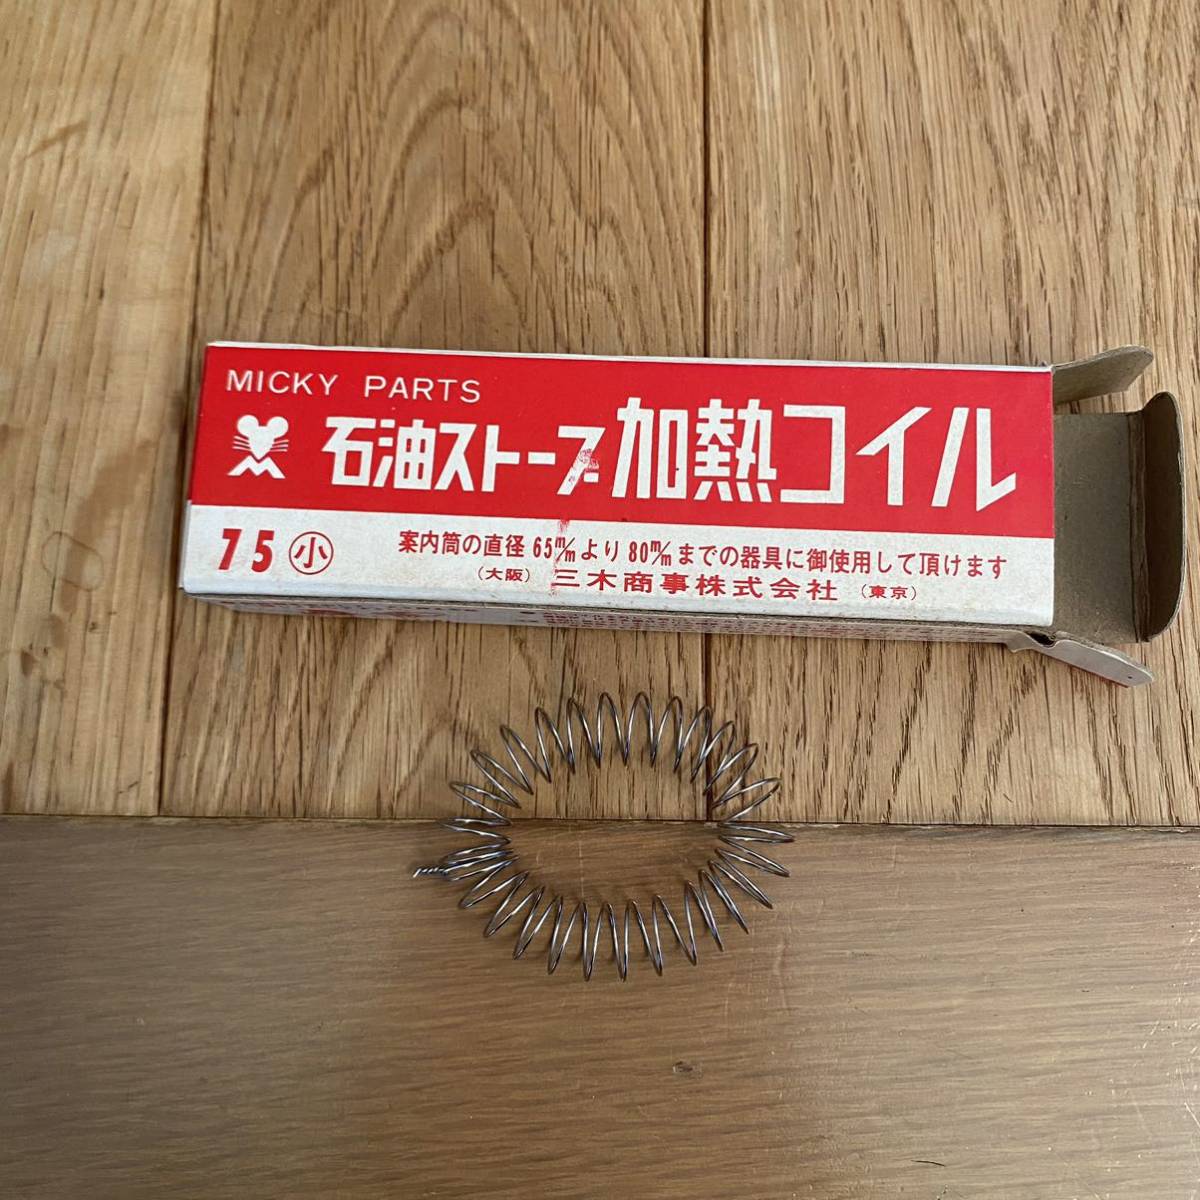 MICKY PARTS
石油ストーブ加熱コイル
75 小 案内筒の直径 65m/mより 80m/mまでの器具に御使用して頂けます
(大阪) 三木商事株式会社 (東京)